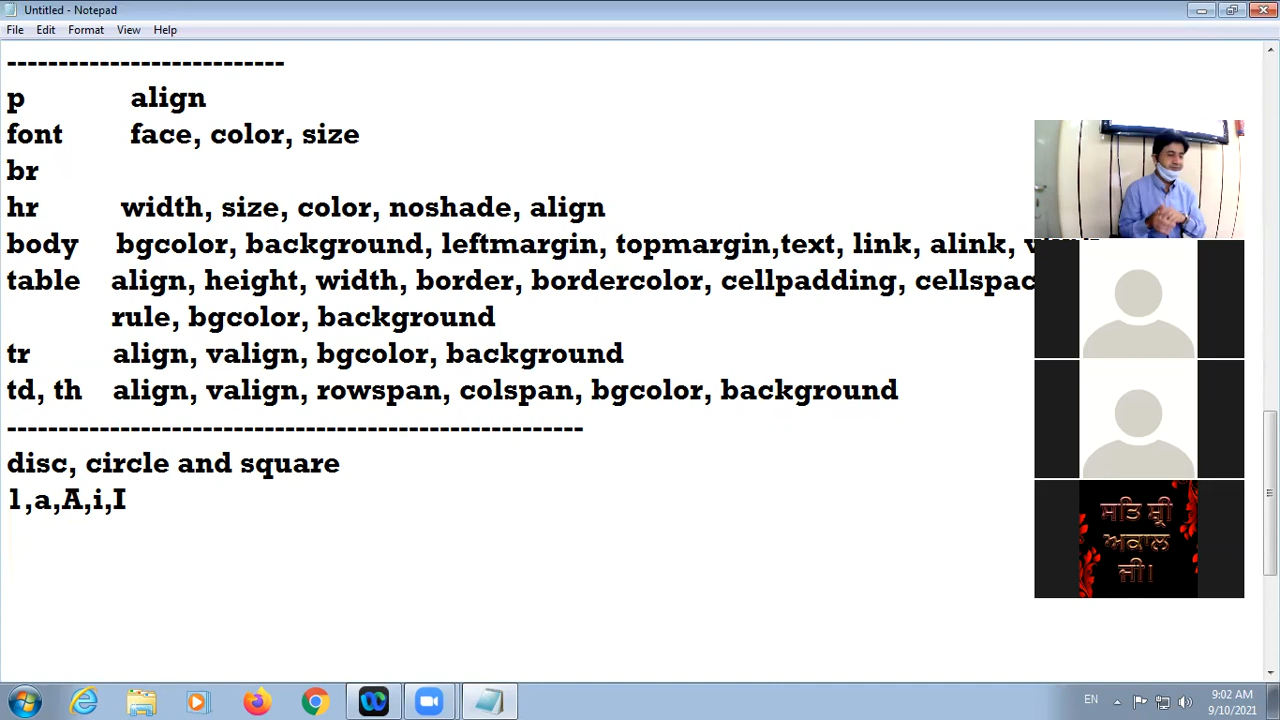 Untitled - Notepad
File Edit Format View Help
---------------------------
p align
font face, color, size
br
hr width, size, color, noshade, align
body bgcolor, background, leftmargin, topmargin,text, link, alink,
table align, height, width, border, bordercolor, cellpadding, cellspac
rule, bgcolor, background
tr align, valign, bgcolor, background
td, th align, valign, rowspan, colspan, bgcolor, background
--------------------------------------------------------
disc, circle and square
1,a,A,i,I
ਸਤਿ ਸ਼੍ਰੀ
ਅਕਾਲ
ਜੀ।
EN
9:02 AM
9/10/2021